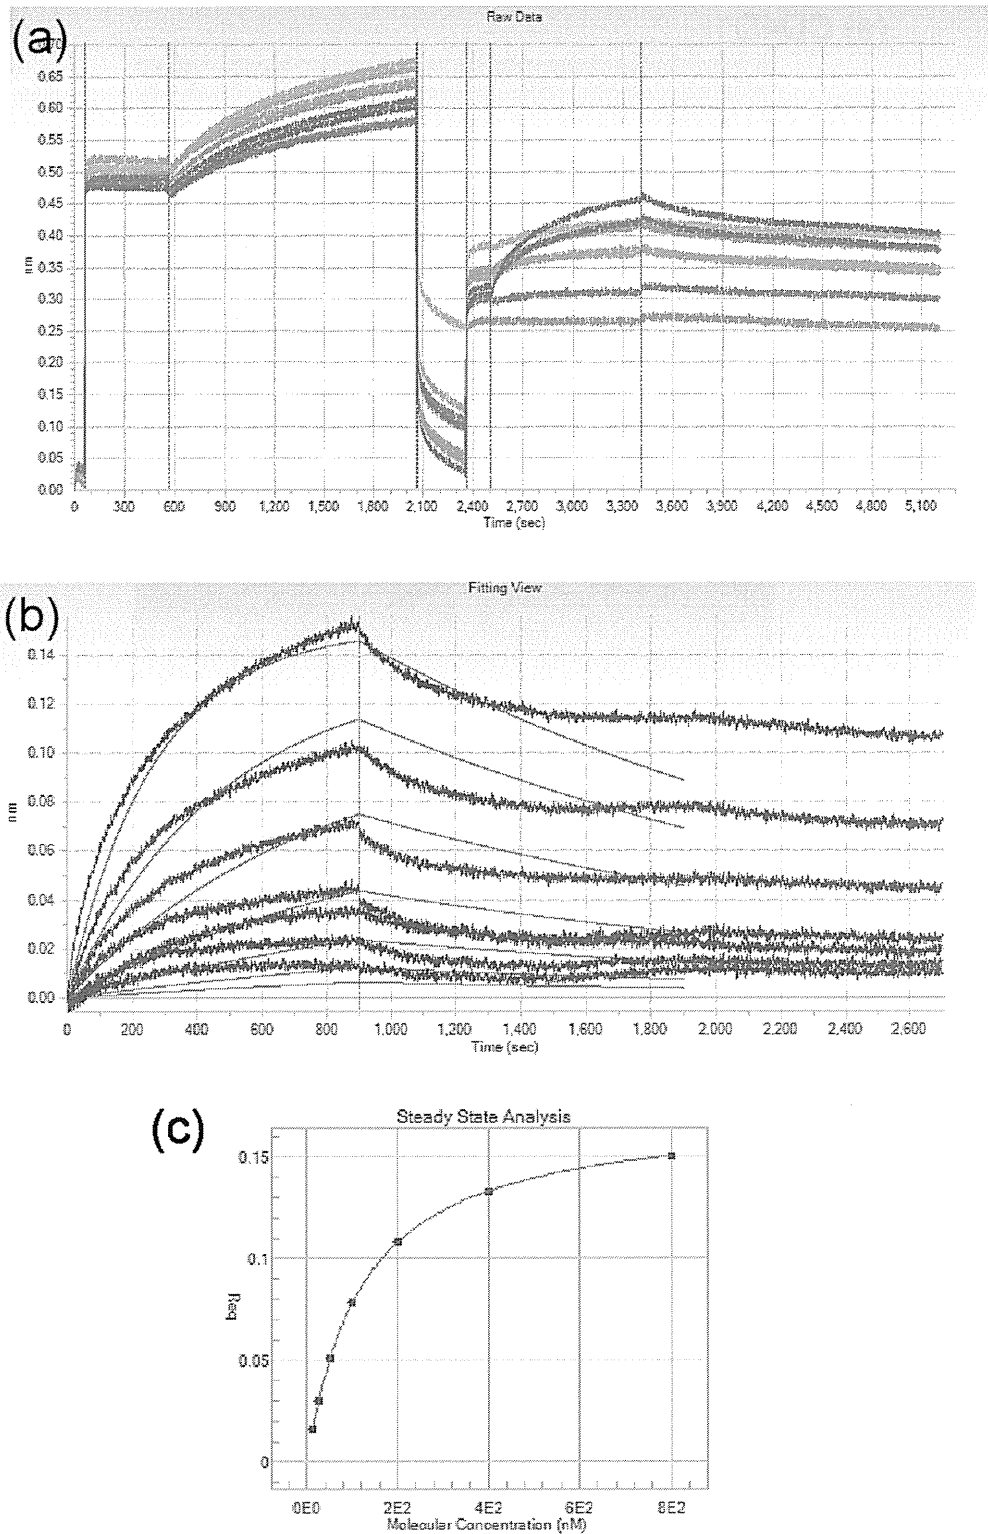 (a)
Raw Data
0.70
0.65
0.60
0.55
0.50
0.45
0.40
0.35
0.30
0.25
0.20
0.15
0.10
0.05
0.00
nm
0 300 600 900 1,200 1,500 1,800 2,100 2,400 2,700 3,000 3,300 3,600 3,900 4,200 4,500 4,800 5,100
Time (sec)
(b)
Fitting View
0.14
0.12
0.10
0.08
0.06
0.04
0.02
0.00
nm
0 200 400 600 800 1,000 1,200 1,400 1,600 1,800 2,000 2,200 2,400 2,600
Time (sec)
(c)
Steady State Analysis
0.15
0.1
0.05
0
Req
0E0 2E2 4E2 6E2 8E2
Molecular Concentration (nM)